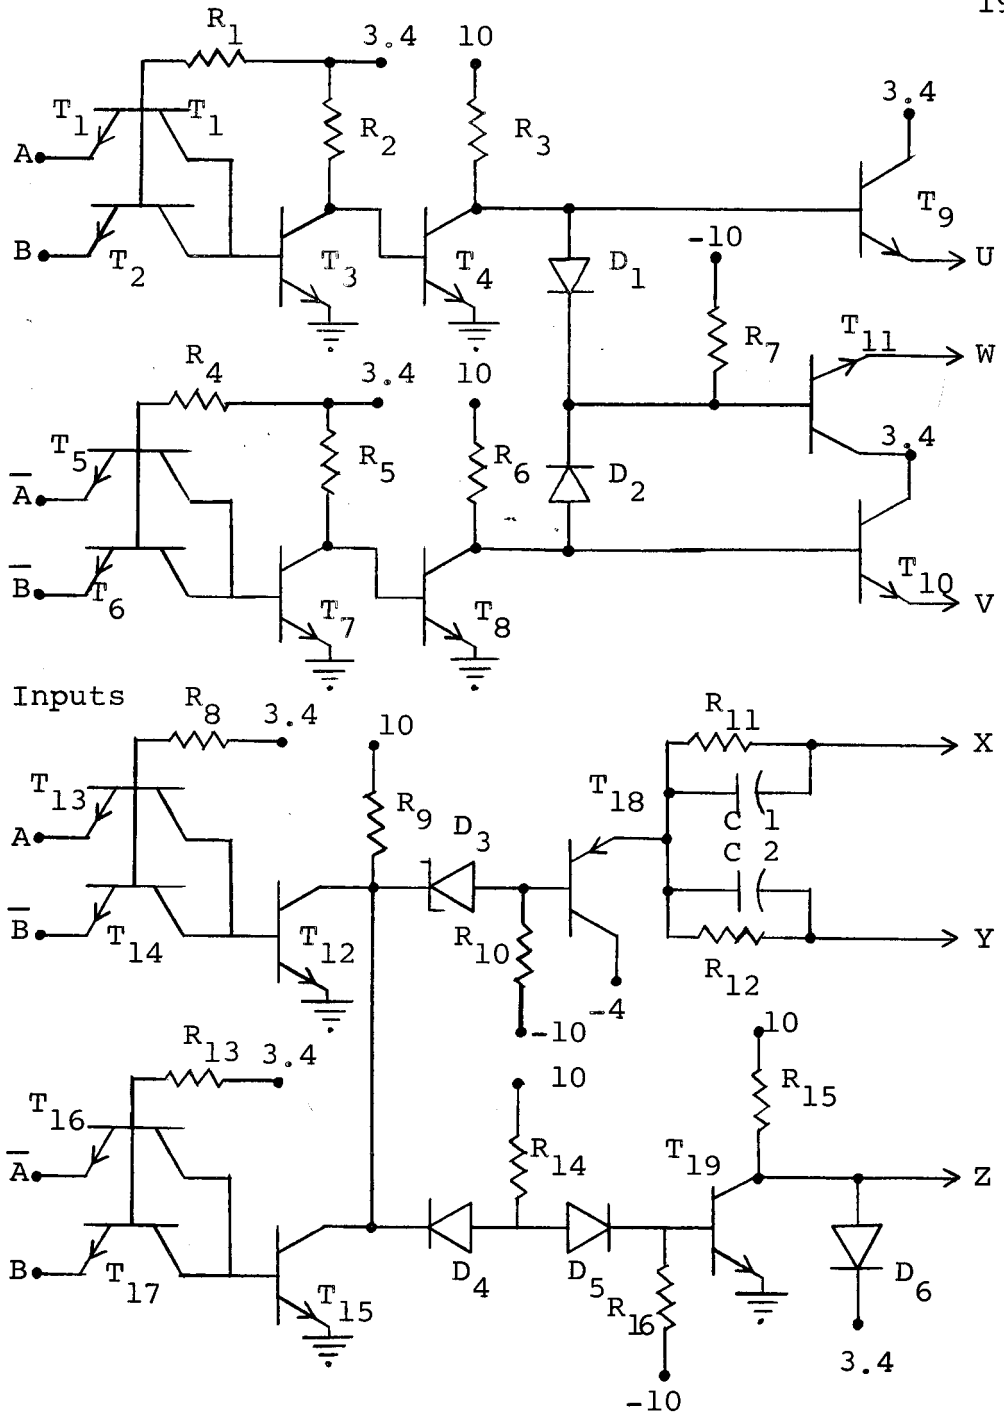 R1 3.4 10
T1 T1 R2 R3 3.4
A
T9
B T2 T3 T4 D1 -10 U
R7 T11 W
R4 3.4 10
T5 R5 R6 3.4
A̅ D2
B̅ T6 T7 T8 T10 V
Inputs
R8 3.4 10 R11 X
T13 R9 D3 T18 C 1
A C 2
B̅ T14 T12 R10 R12 Y
-10 -4
R13 3.4 10 10
T16 R14 T19 R15
A̅ Z
B T17 T15 D4 D5 R16 D6
3.4
-10